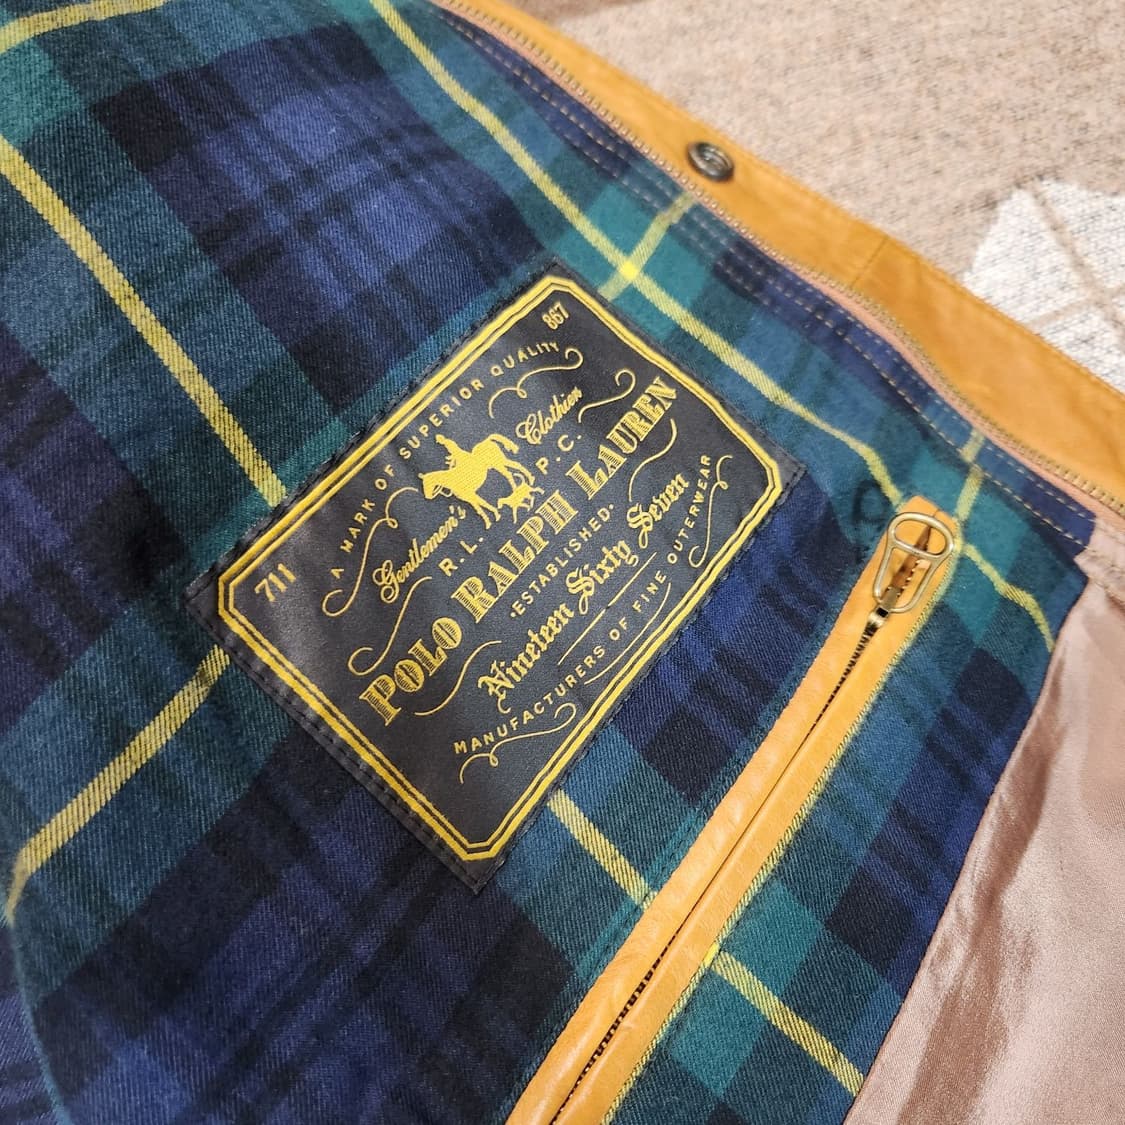 867
A MARK OF SUPERIOR QUALITY
711
Gentlemen's Clothier
R.L. P.C.
POLO RALPH LAUREN
·ESTABLISHED·
Nineteen Sixty Seven
MANUFACTURERS OF FINE OUTERWEAR